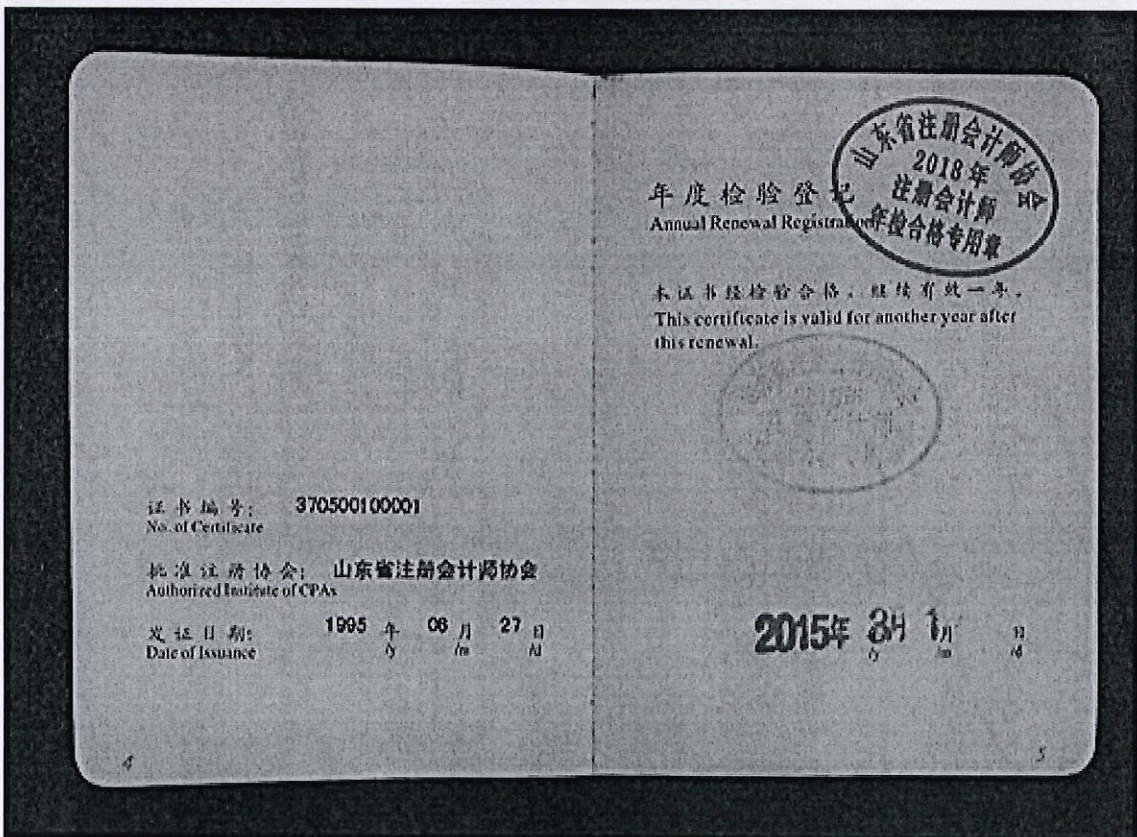 证书编号: 370500100001
No. of Certificate
批准注册协会: 山东省注册会计师协会
Authorized Institute of CPAs
发证日期: 1995 年 06 月 27 日
Date of Issuance /y /m /d
4
山东省注册会计师协会
2018年
注册会计师
年检合格专用章
年度检验登记
Annual Renewal Registration
本证书经检验合格,继续有效一年。
This certificate is valid for another year after
this renewal.
2015年 3月 1月 日
/y /m /d
5